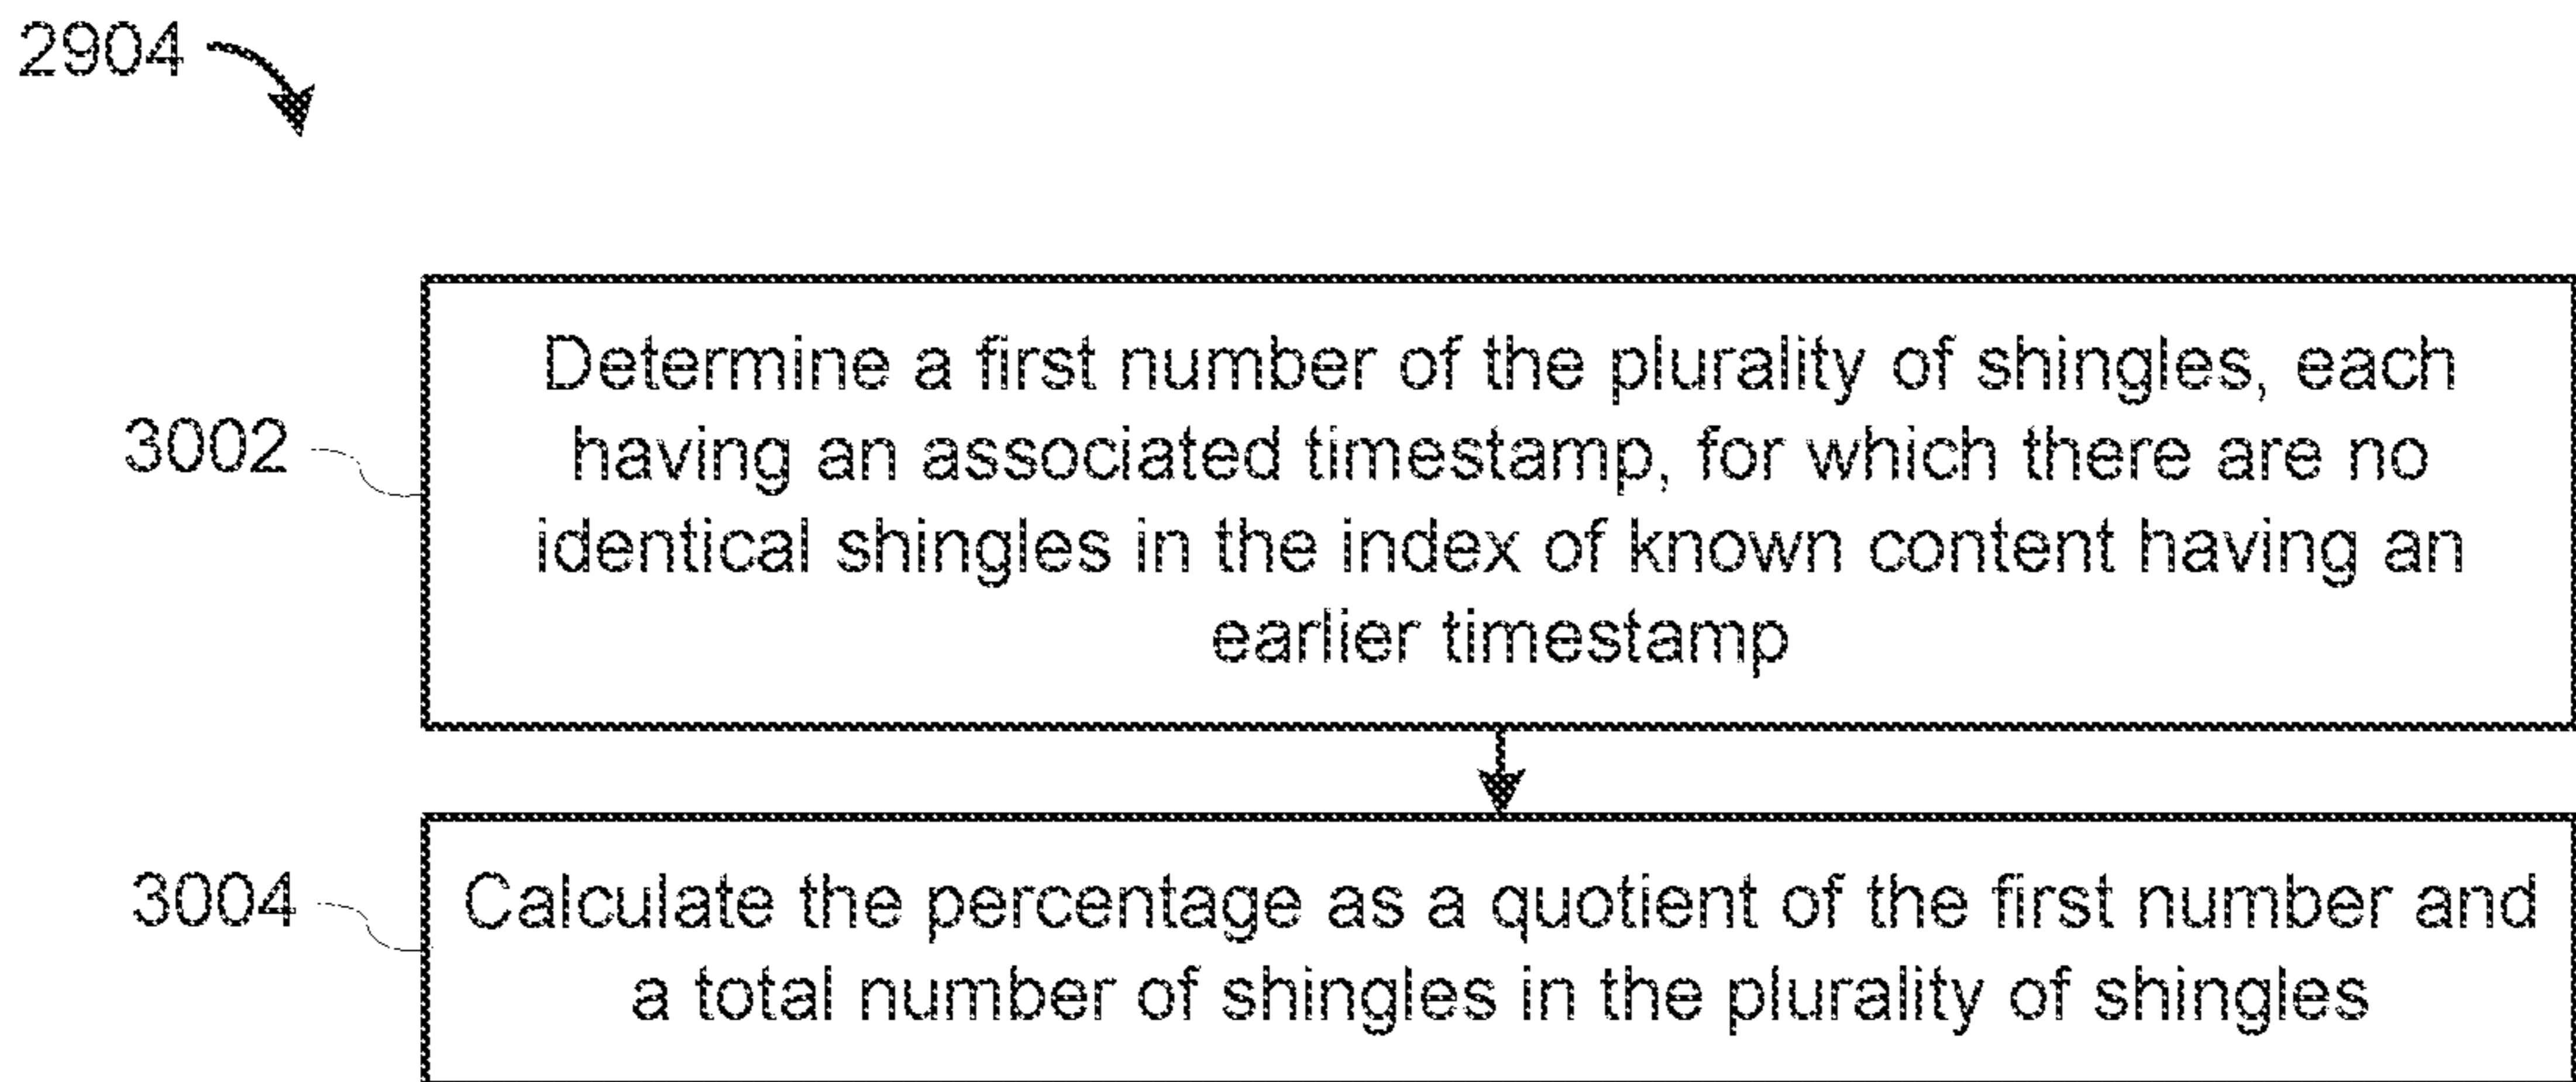 2904
Determine a first number of the plurality of shingles, each
3002
having an associated timestamp, for which there are no
identical shingles in the index of known content having an
earlier timestamp
3004
Calculate the percentage as a quotient of the first number and
a total number of shingles in the plurality of shingles